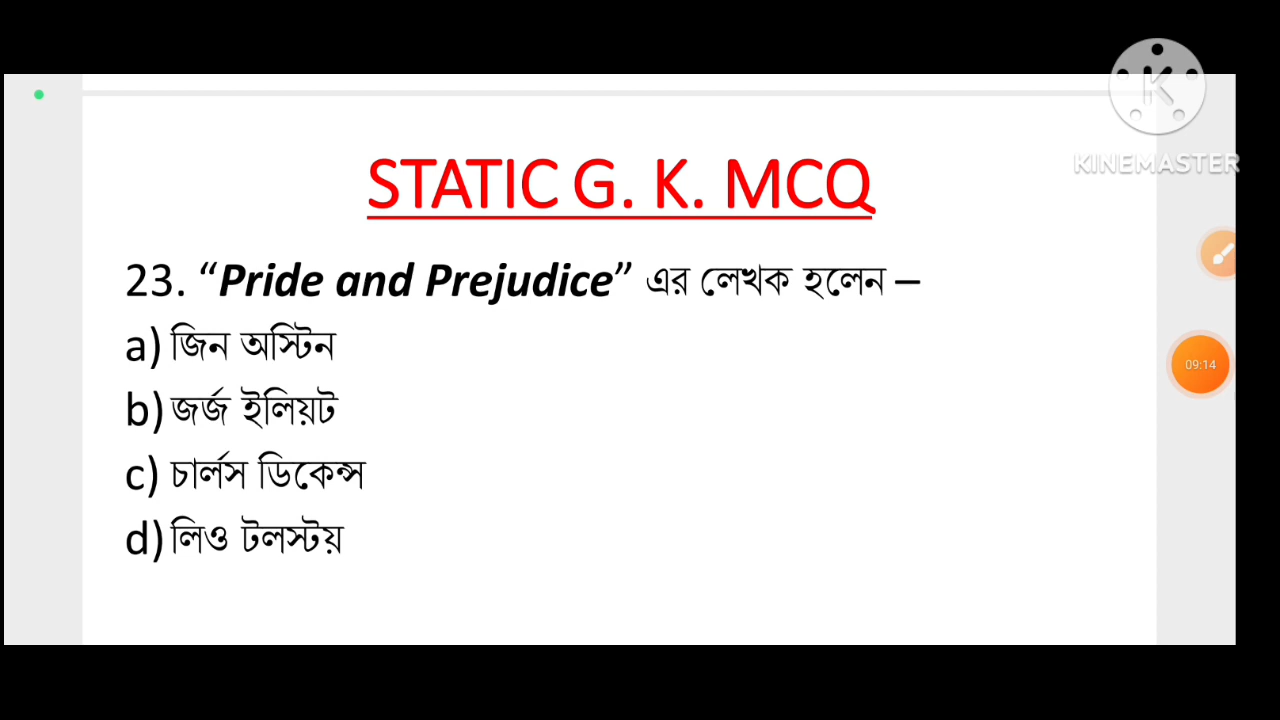 KINEMASTER
STATIC G. K. MCQ
23. “Pride and Prejudice” এর লেখক হলেন –
a) জিন অস্টিন
b) জর্জ ইলিয়ট
c) চার্লস ডিকেন্স
d) লিও টলস্টয়
09:14